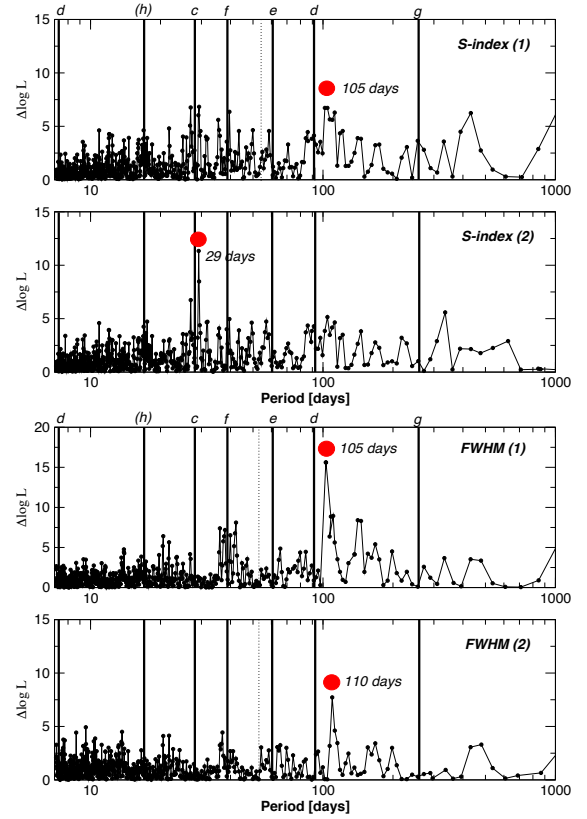 d (h) c f e d g
15
S-index (1)
105 days
10
Δlog L
5
0
10 100 1000
15
S-index (2)
29 days
10
Δlog L
5
0
10 100 1000
Period [days]
d (h) c f e d g
20
FWHM (1)
105 days
15
Δlog L
10
5
0
10 100 1000
15
FWHM (2)
110 days
10
Δlog L
5
0
10 100 1000
Period [days]